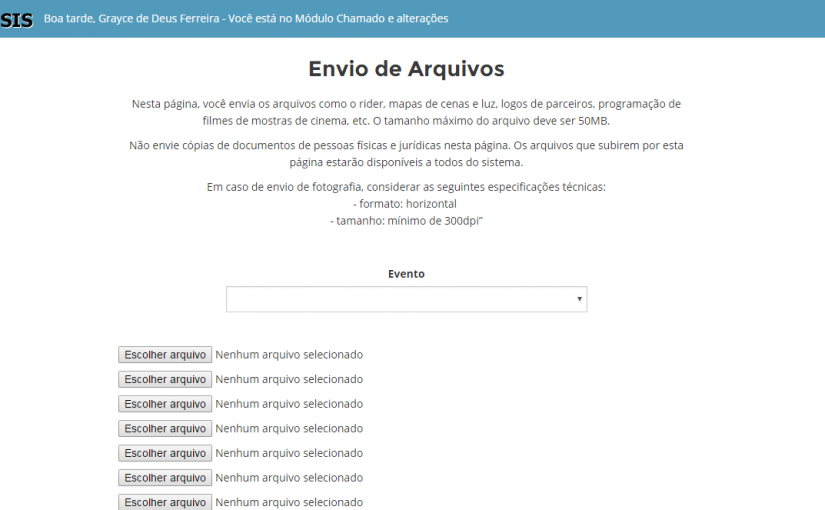 SIS Boa tarde, Grayce de Deus Ferreira - Você está no Módulo Chamado e alterações
Envio de Arquivos
Nesta página, você envia os arquivos como o rider, mapas de cenas e luz, logos de parceiros, programação de
filmes de mostras de cinema, etc. O tamanho máximo do arquivo deve ser 50MB.
Não envie cópias de documentos de pessoas físicas e jurídicas nesta página. Os arquivos que subirem por esta
página estarão disponíveis a todos do sistema.
Em caso de envio de fotografia, considerar as seguintes especificações técnicas:
- formato: horizontal
- tamanho: mínimo de 300dpi”
Evento
Escolher arquivo Nenhum arquivo selecionado
Escolher arquivo Nenhum arquivo selecionado
Escolher arquivo Nenhum arquivo selecionado
Escolher arquivo Nenhum arquivo selecionado
Escolher arquivo Nenhum arquivo selecionado
Escolher arquivo Nenhum arquivo selecionado
Escolher arquivo Nenhum arquivo selecionado